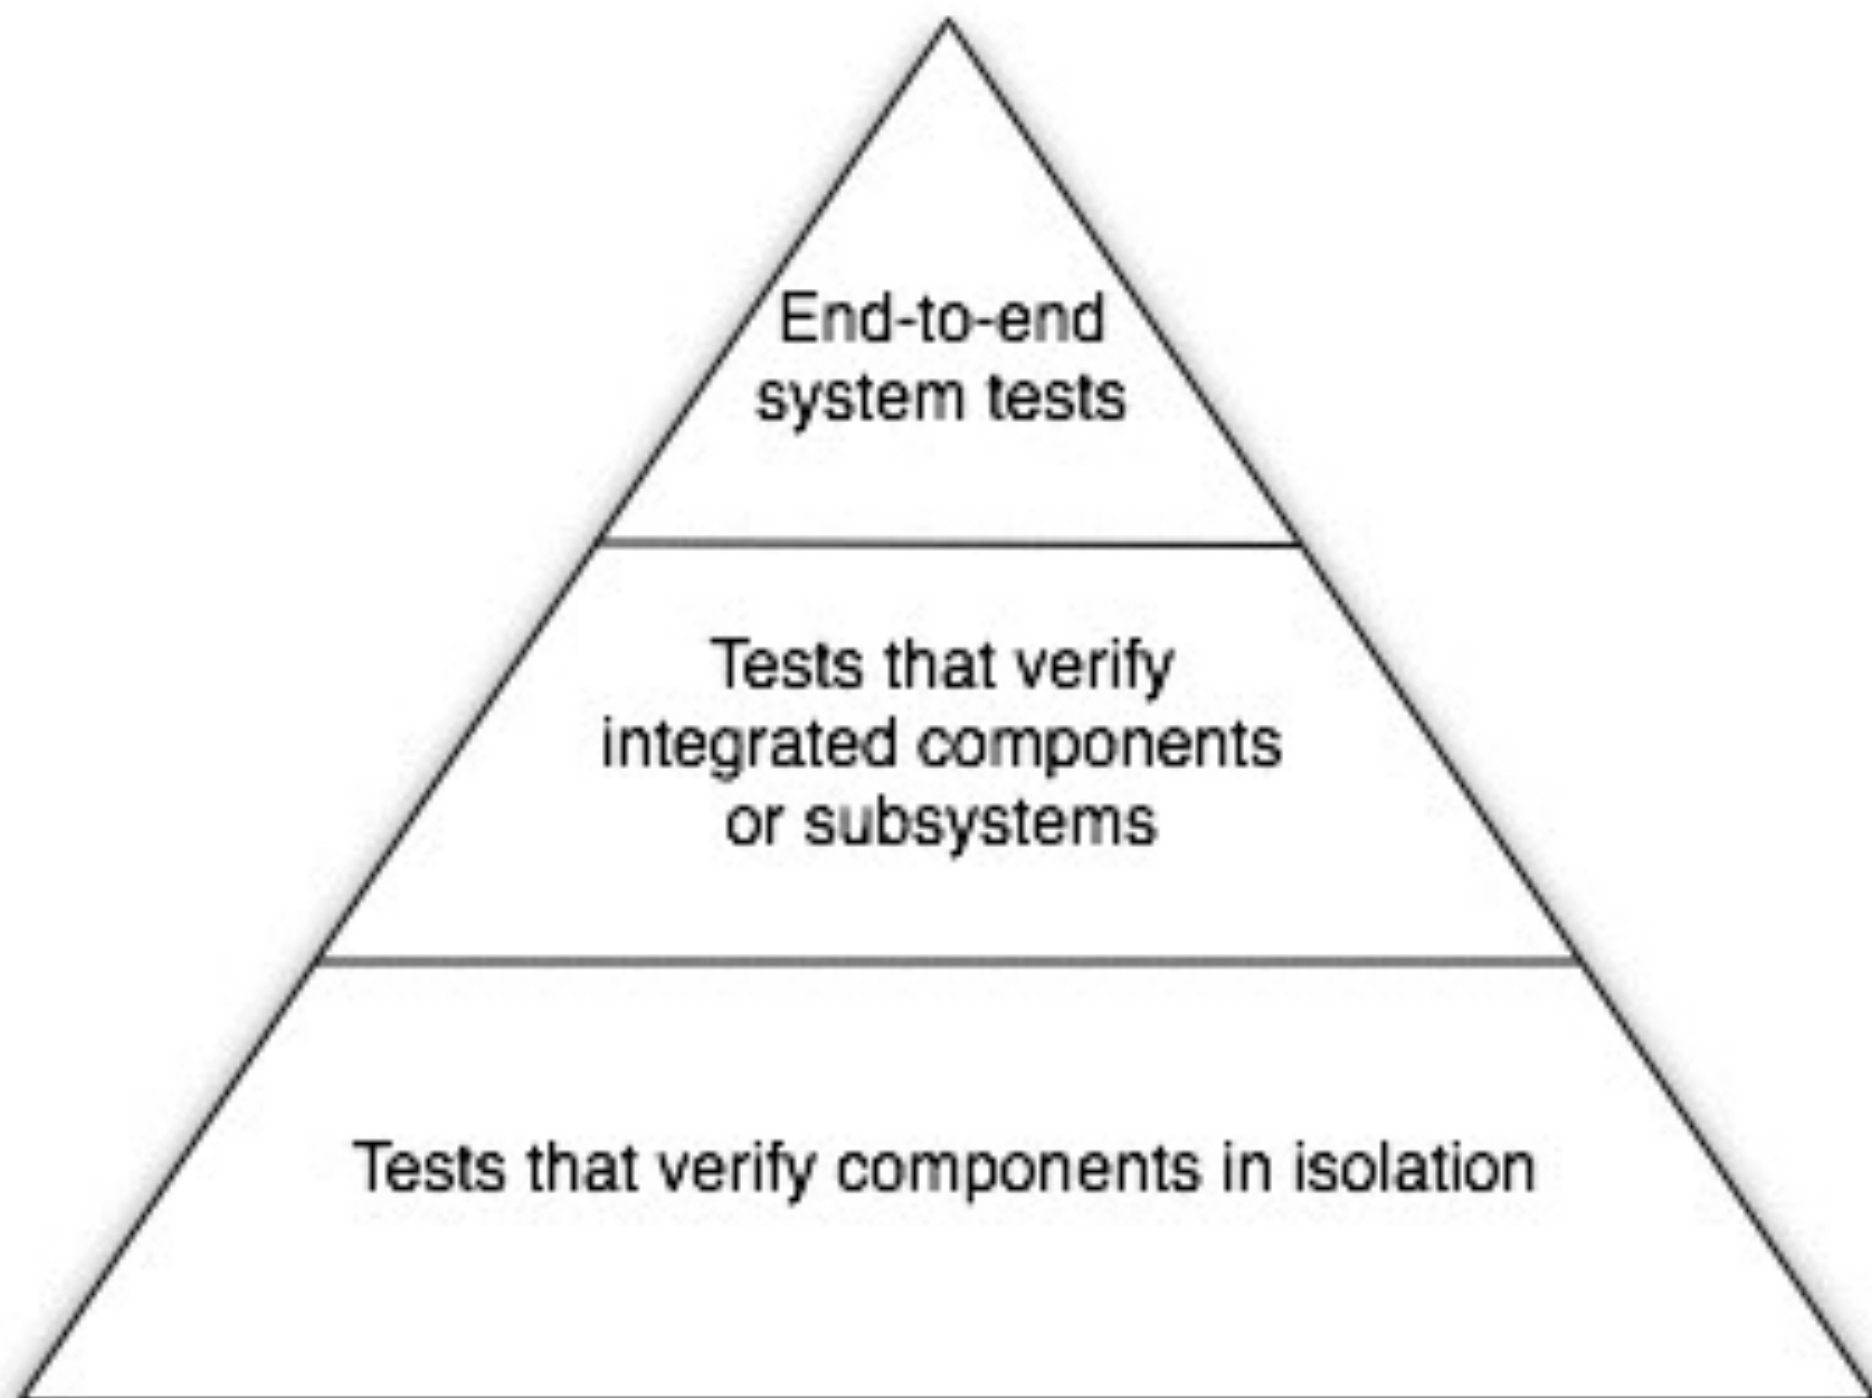 End-to-end
system tests
Tests that verify
integrated components
or subsystems
Tests that verify components in isolation